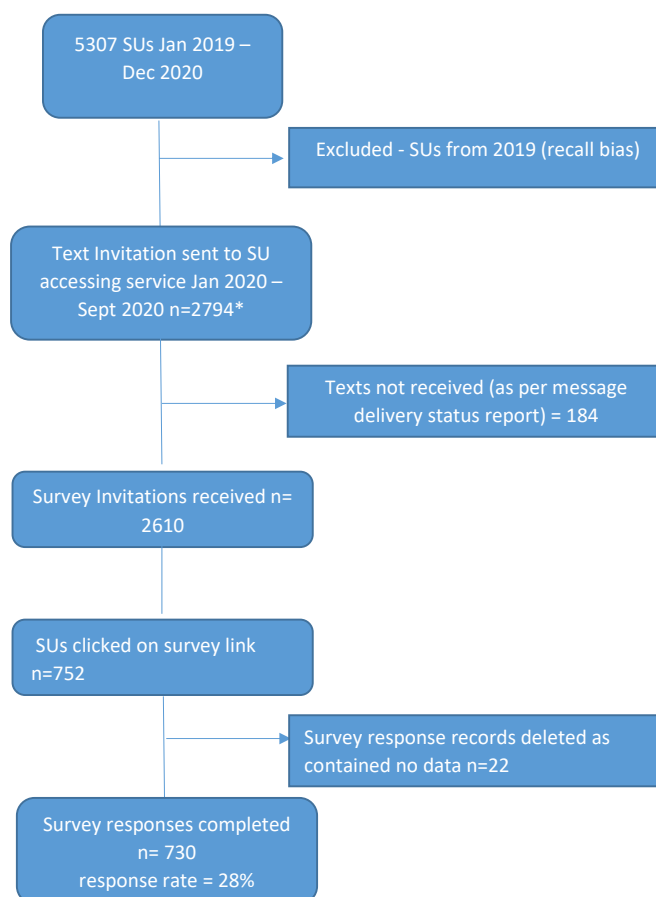 5307 SUs Jan 2019 –
Dec 2020
Excluded - SUs from 2019 (recall bias)
Text Invitation sent to SU
accessing service Jan 2020 –
Sept 2020 n=2794*
Texts not received (as per message
delivery status report) = 184
Survey Invitations received n=
2610
SUs clicked on survey link
n=752
Survey response records deleted as
contained no data n=22
Survey responses completed
n= 730
response rate = 28%